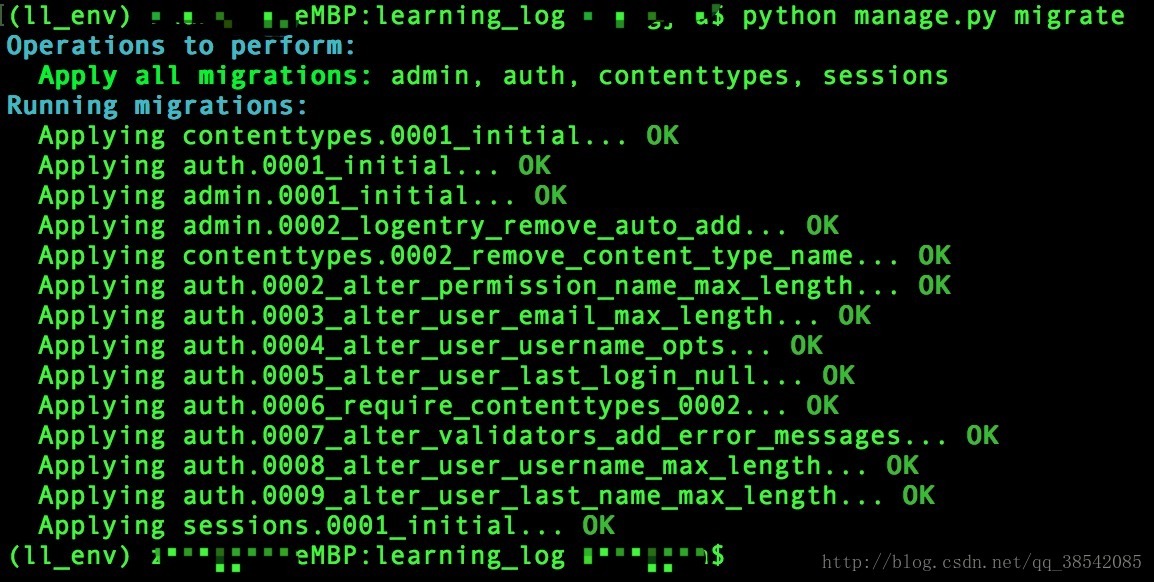 (ll_env) eMBP:learning_log $ python manage.py migrate
Operations to perform:
Apply all migrations: admin, auth, contenttypes, sessions
Running migrations:
Applying contenttypes.0001_initial... OK
Applying auth.0001_initial... OK
Applying admin.0001_initial... OK
Applying admin.0002_logentry_remove_auto_add... OK
Applying contenttypes.0002_remove_content_type_name... OK
Applying auth.0002_alter_permission_name_max_length... OK
Applying auth.0003_alter_user_email_max_length... OK
Applying auth.0004_alter_user_username_opts... OK
Applying auth.0005_alter_user_last_login_null... OK
Applying auth.0006_require_contenttypes_0002... OK
Applying auth.0007_alter_validators_add_error_messages... OK
Applying auth.0008_alter_user_username_max_length... OK
Applying auth.0009_alter_user_last_name_max_length... OK
Applying sessions.0001_initial... OK
(ll_env) eMBP:learning_log $
http://blog.csdn.net/qq_38542085